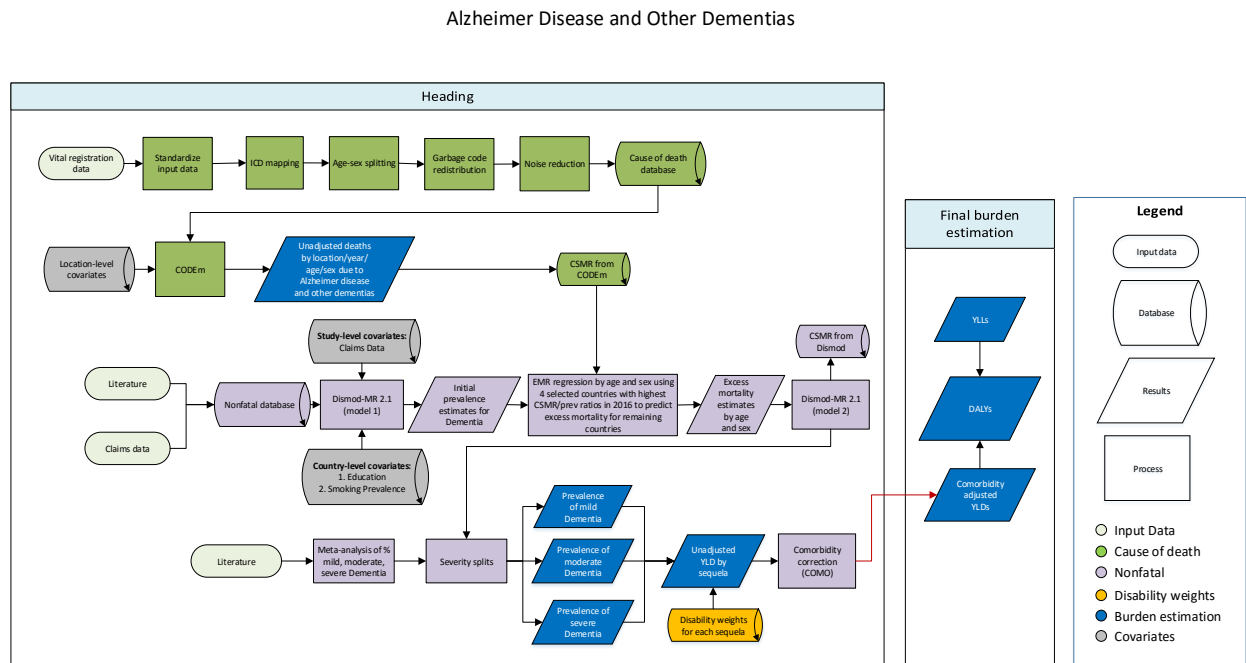 Alzheimer Disease and Other Dementias
Heading
Vital registration
data
Standardize
input data
ICD mapping
Age-sex splitting
Garbage code
redistribution
Noise reduction
Cause of death
database
Location-level
covariates
CODEm
Unadjusted deaths
by location/year/
age/sex due to
Alzheimer disease
and other dementias
CSMR from
CODEm
Study-level covariates:
Claims Data
CSMR from
Dismod
Literature
Claims data
Nonfatal database
Dismod-MR 2.1
(model 1)
Initial
prevalence
estimates for
Dementia
EMR regression by age and sex using
4 selected countries with highest
CSMR/prev ratios in 2016 to predict
excess mortality for remaining
countries
Excess
mortality
estimates
by age
and sex
Dismod-MR 2.1
(model 2)
Country-level covariates:
1. Education
2. Smoking Prevalence
Literature
Meta-analysis of %
mild, moderate,
severe Dementia
Severity splits
Prevalence
of mild
Dementia
Prevalence of
moderate
Dementia
Prevalence of
severe
Dementia
Unadjusted
YLD by
sequela
Disability weights
for each sequela
Comorbidity
correction
(COMO)
Final burden
estimation
YLLs
DALYs
Comorbidity
adjusted
YLDs
Legend
Input data
Database
Results
Process
Input Data
Cause of death
Nonfatal
Disability weights
Burden estimation
Covariates